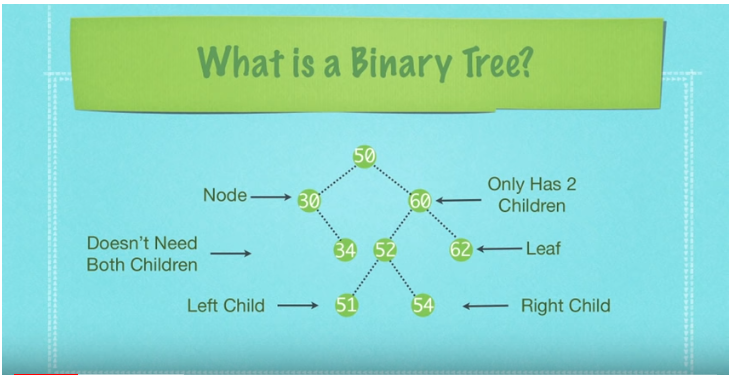 What is a Binary Tree?
50
Node
30
60
Only Has 2
Children
Doesn't Need
Both Children
34
52
62
Leaf
Left Child
51
54
Right Child